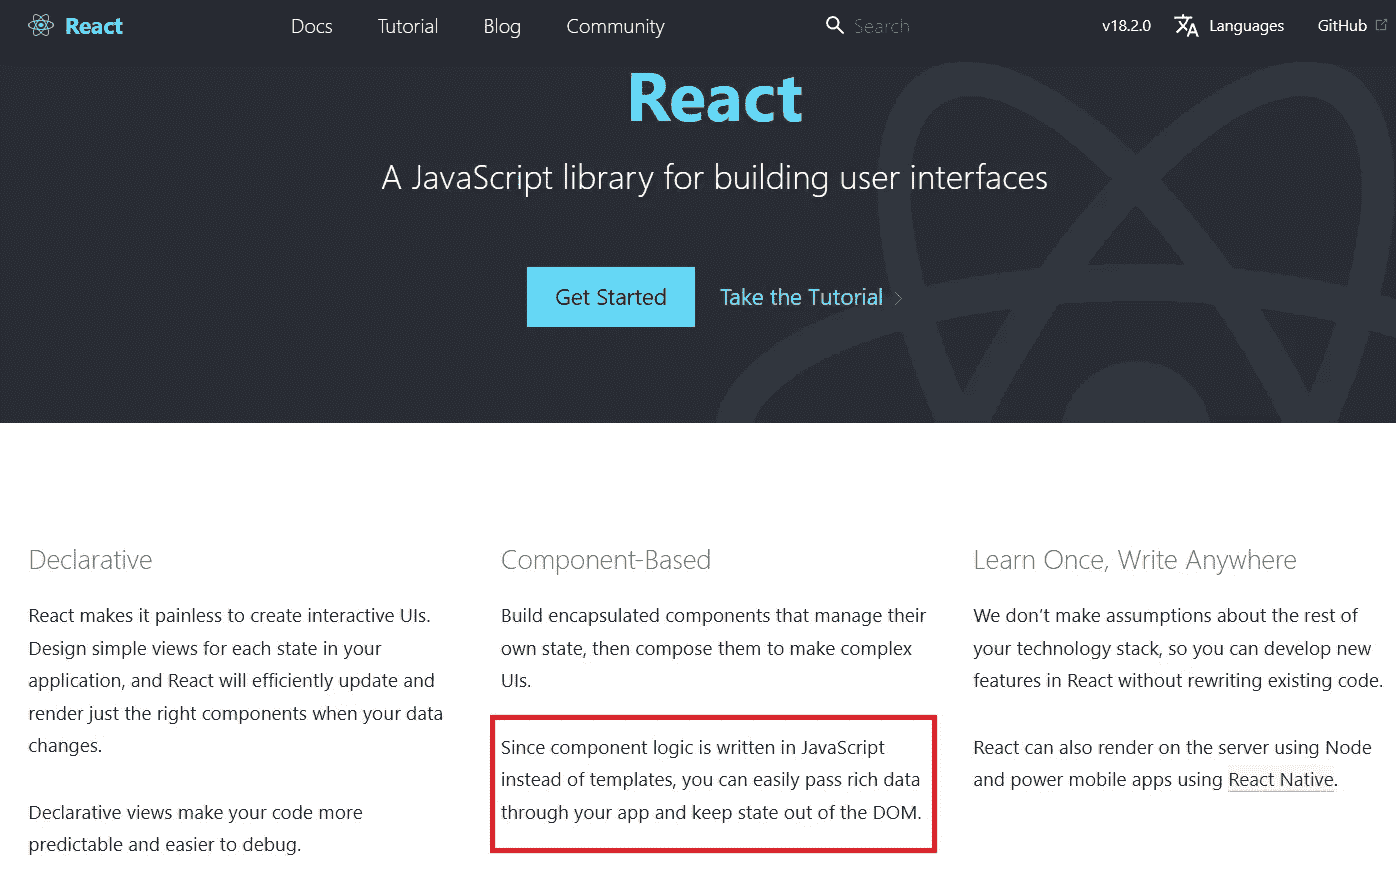 React
Docs
Tutorial
Blog
Community
Search
v18.2.0
Languages
GitHub
React
A JavaScript library for building user interfaces
Get Started
Take the Tutorial
Declarative
React makes it painless to create interactive UIs.
Design simple views for each state in your
application, and React will efficiently update and
render just the right components when your data
changes.
Declarative views make your code more
predictable and easier to debug.
Component-Based
Build encapsulated components that manage their
own state, then compose them to make complex
UIs.
Since component logic is written in JavaScript
instead of templates, you can easily pass rich data
through your app and keep state out of the DOM.
Learn Once, Write Anywhere
We don’t make assumptions about the rest of
your technology stack, so you can develop new
features in React without rewriting existing code.
React can also render on the server using Node
and power mobile apps using React Native.